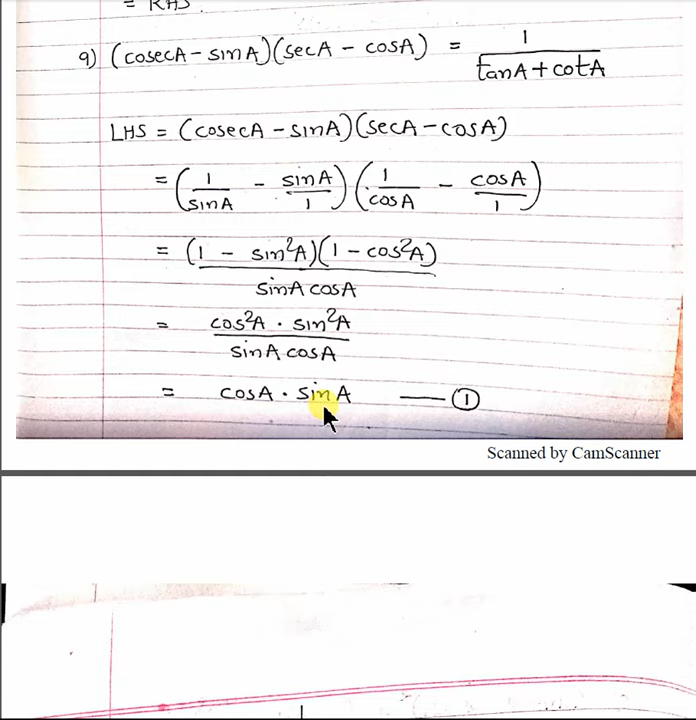 = RHS.
9) (cosecA - sinA)(secA - cosA) = 1/(tanA + cotA)
LHS = (cosecA - sinA)(secA - cosA)
= (1/sinA - sinA/1)(1/cosA - cosA/1)
= (1 - sin²A)(1 - cos²A)/(sinA cosA)
= cos²A · sin²A/(sinA cosA)
= cosA · sinA —— ①
Scanned by CamScanner